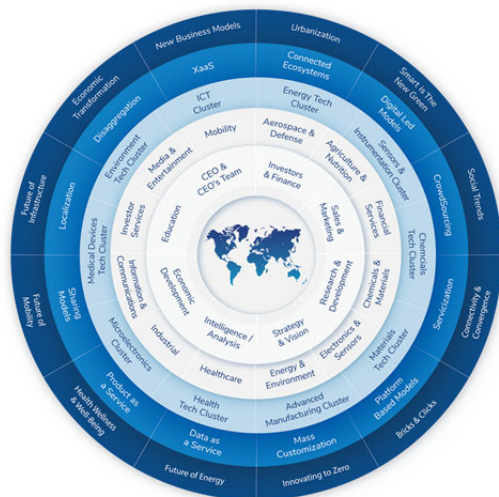 New Business Models
Urbanization
Smart is The
New Green
Social Trends
Connectivity &
Convergence
Bricks & Clicks
Innovating to Zero
Future of Energy
Health Wellness
& Well-Being
Future of
Mobility
Future of
Infrastructure
Economic
Transformation
XaaS
Connected
Ecosystems
Digital Led
Models
CrowdSourcing
Servicization
Platform
Based Models
Mass
Customization
Data as
a Service
Product as
a Service
Sharing
Models
Localization
Disaggregation
ICT
Cluster
Energy Tech
Cluster
Sensors &
Instrumentation Cluster
Chemcials
Tech Cluster
Materials
Tech Cluster
Advanced
Manufacturing Cluster
Health
Tech Cluster
Microelectronics
Cluster
Medical Devices
Tech Cluster
Environment
Tech Cluster
Mobility
Aerospace &
Defense
Agriculture &
Nutrition
Financial
Services
Chemicals &
Materials
Electronics &
Sensors
Energy &
Environment
Healthcare
Industrial
Information &
Communications
Investor
Services
Media &
Entertainment
CEO &
CEO's Team
Investors
& Finance
Sales &
Marketing
Research &
Development
Strategy
& Vision
Intelligence /
Analysis
Economic
Development
Education